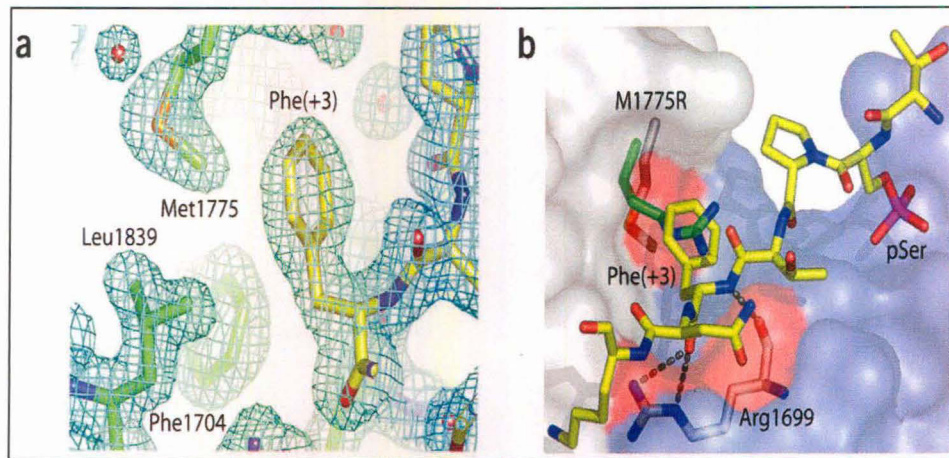 a
Phe(+3)
Met1775
Leu1839
Phe1704
b
M1775R
pSer
Phe(+3)
Arg1699